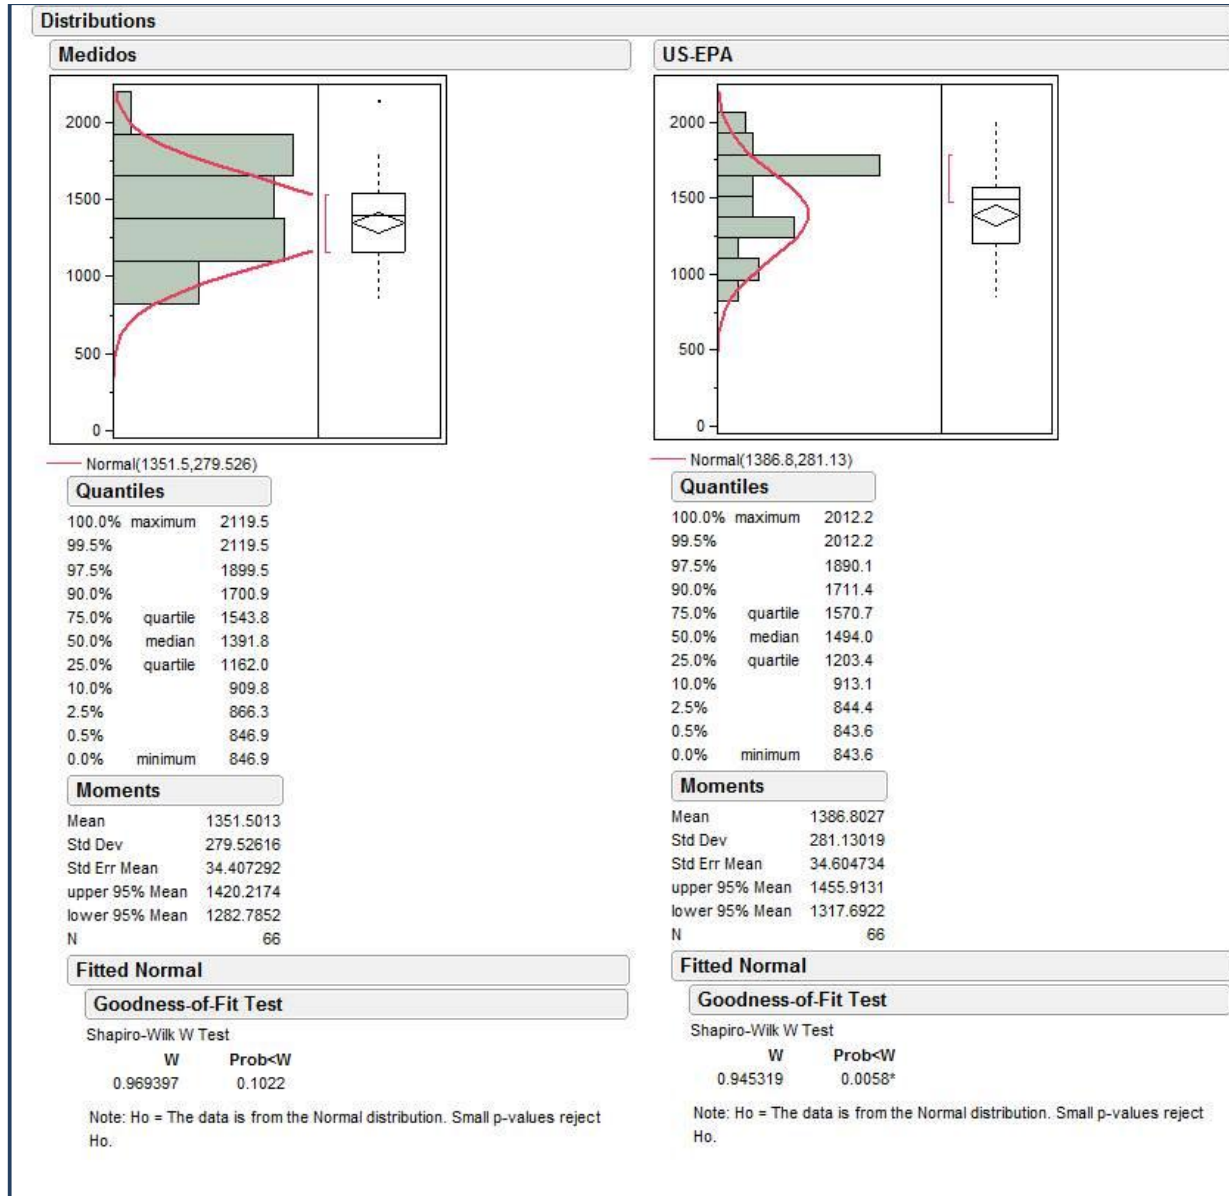 Distributions
Medidos
2000
1500
1000
500
0
Normal(1351.5,279.526)
Quantiles
100.0% maximum 2119.5
99.5% 2119.5
97.5% 1899.5
90.0% 1700.9
75.0% quartile 1543.8
50.0% median 1391.8
25.0% quartile 1162.0
10.0% 909.8
2.5% 866.3
0.5% 846.9
0.0% minimum 846.9
Moments
Mean 1351.5013
Std Dev 279.52616
Std Err Mean 34.407292
upper 95% Mean 1420.2174
lower 95% Mean 1282.7852
N 66
Fitted Normal
Goodness-of-Fit Test
Shapiro-Wilk W Test
W Prob<W
0.969397 0.1022
Note: Ho = The data is from the Normal distribution. Small p-values reject
Ho.
US-EPA
2000
1500
1000
500
0
Normal(1386.8,281.13)
Quantiles
100.0% maximum 2012.2
99.5% 2012.2
97.5% 1890.1
90.0% 1711.4
75.0% quartile 1570.7
50.0% median 1494.0
25.0% quartile 1203.4
10.0% 913.1
2.5% 844.4
0.5% 843.6
0.0% minimum 843.6
Moments
Mean 1386.8027
Std Dev 281.13019
Std Err Mean 34.604734
upper 95% Mean 1455.9131
lower 95% Mean 1317.6922
N 66
Fitted Normal
Goodness-of-Fit Test
Shapiro-Wilk W Test
W Prob<W
0.945319 0.0058*
Note: Ho = The data is from the Normal distribution. Small p-values reject
Ho.